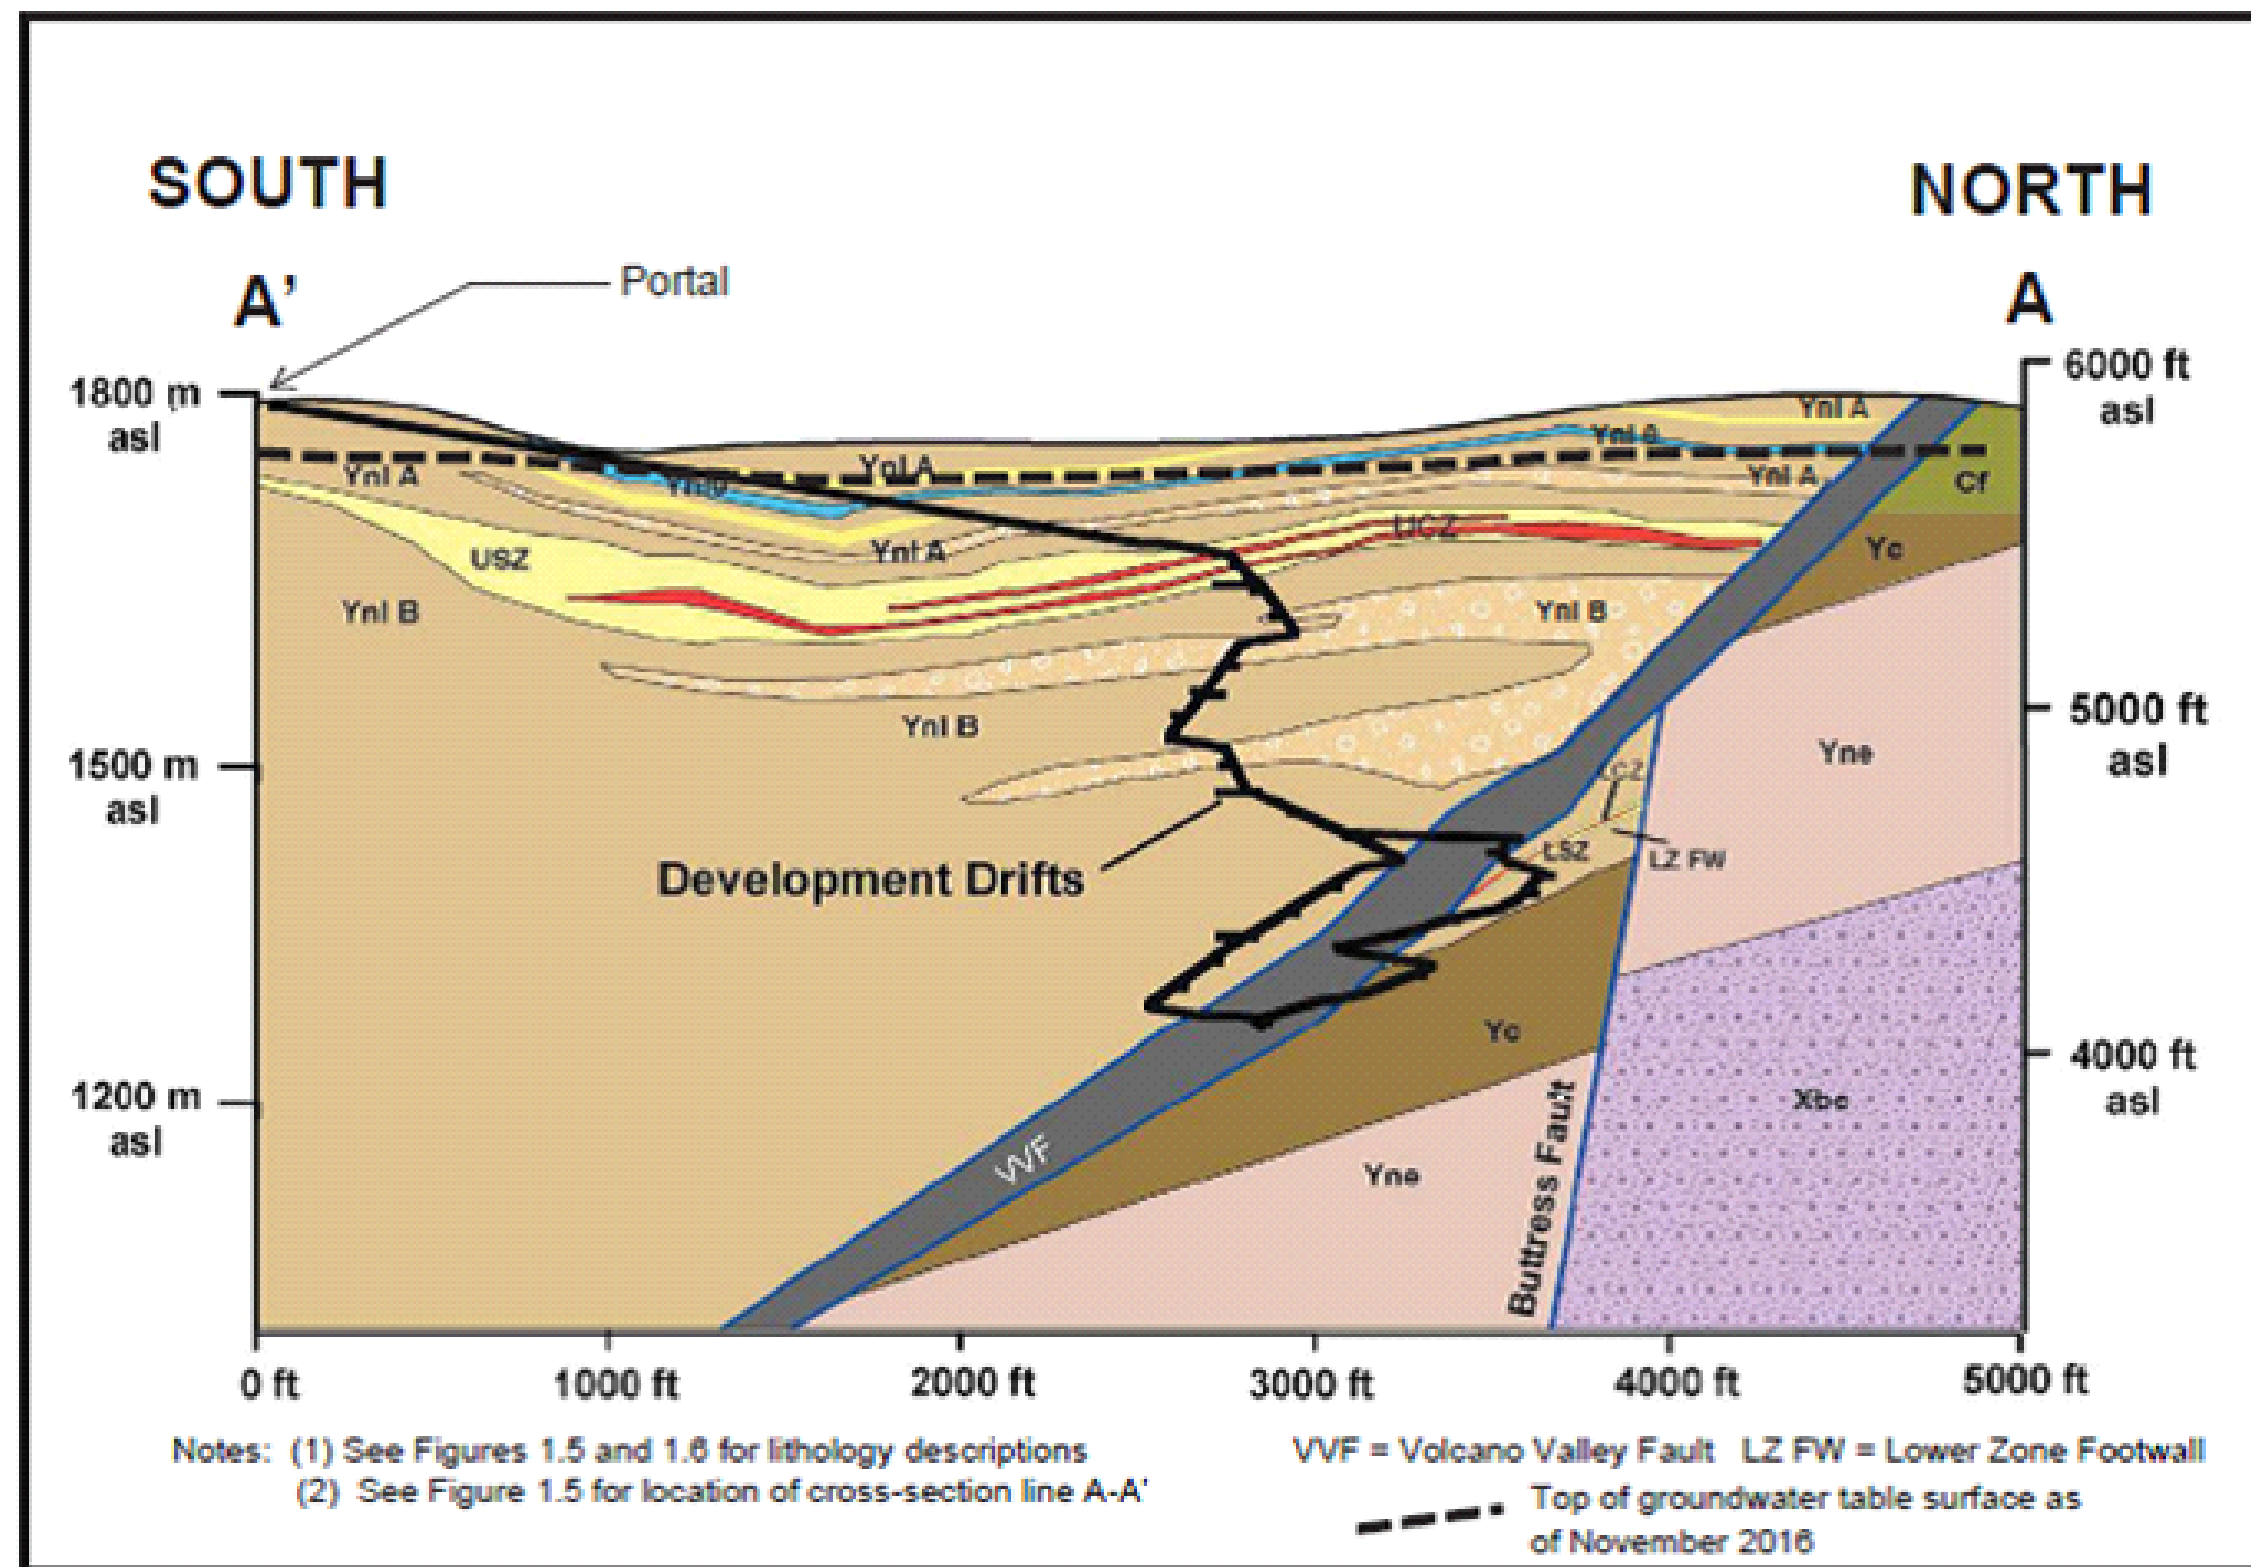 SOUTH
NORTH
A'
Portal
A
1800 m
asl
6000 ft
asl
Ynl A
Ynl 0
Ynl A
Ynl A
Ynl 0
Ynl A
Cf
USZ
Ynl A
UCZ
Yc
Ynl B
Ynl B
Ynl B
5000 ft
asl
1500 m
asl
LCZ
Yne
Development Drifts
LSZ
LZ FW
Yc
4000 ft
asl
1200 m
asl
VVF
Yne
Buttress Fault
Xbc
0 ft
1000 ft
2000 ft
3000 ft
4000 ft
5000 ft
Notes: (1) See Figures 1.5 and 1.6 for lithology descriptions
(2) See Figure 1.5 for location of cross-section line A-A'
VVF = Volcano Valley Fault LZ FW = Lower Zone Footwall
Top of groundwater table surface as
of November 2016